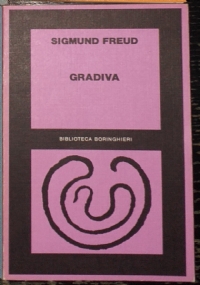 SIGMUND FREUD
GRADIVA
BIBLIOTECA BORINGHIERI